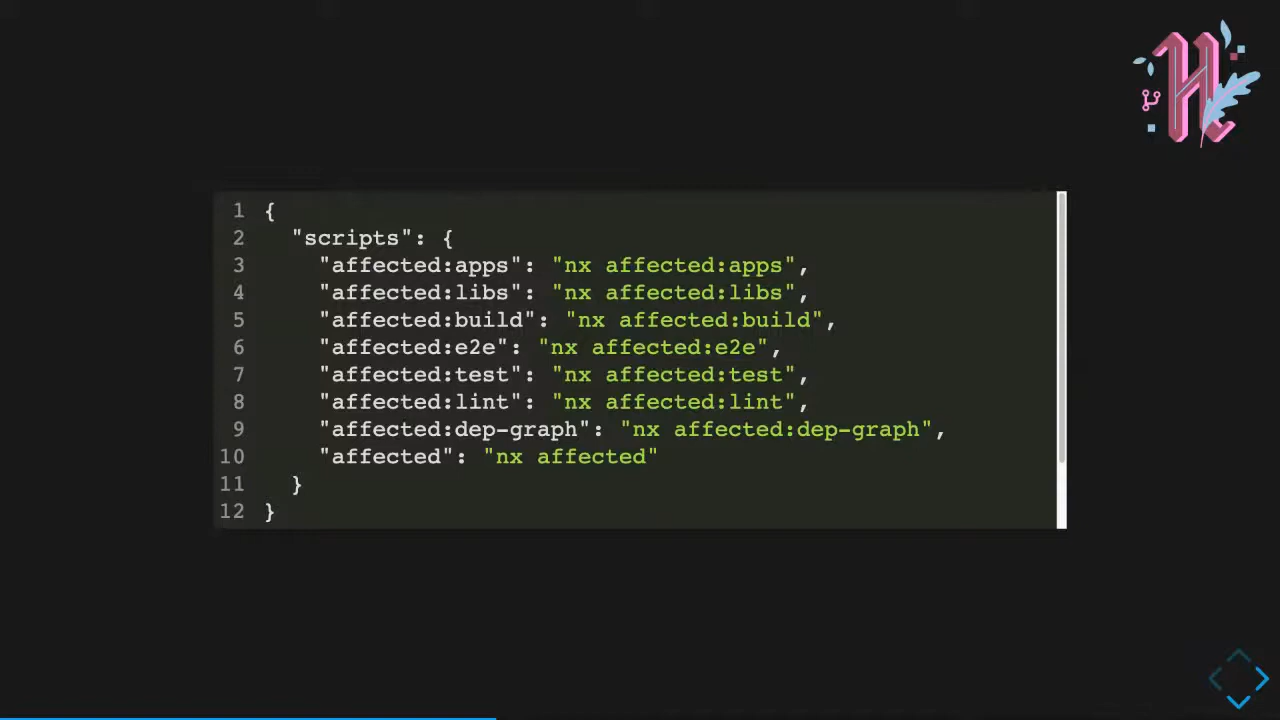 1 {
2   "scripts": {
3     "affected:apps": "nx affected:apps",
4     "affected:libs": "nx affected:libs",
5     "affected:build": "nx affected:build",
6     "affected:e2e": "nx affected:e2e",
7     "affected:test": "nx affected:test",
8     "affected:lint": "nx affected:lint",
9     "affected:dep-graph": "nx affected:dep-graph",
10     "affected": "nx affected"
11   }
12 }
H